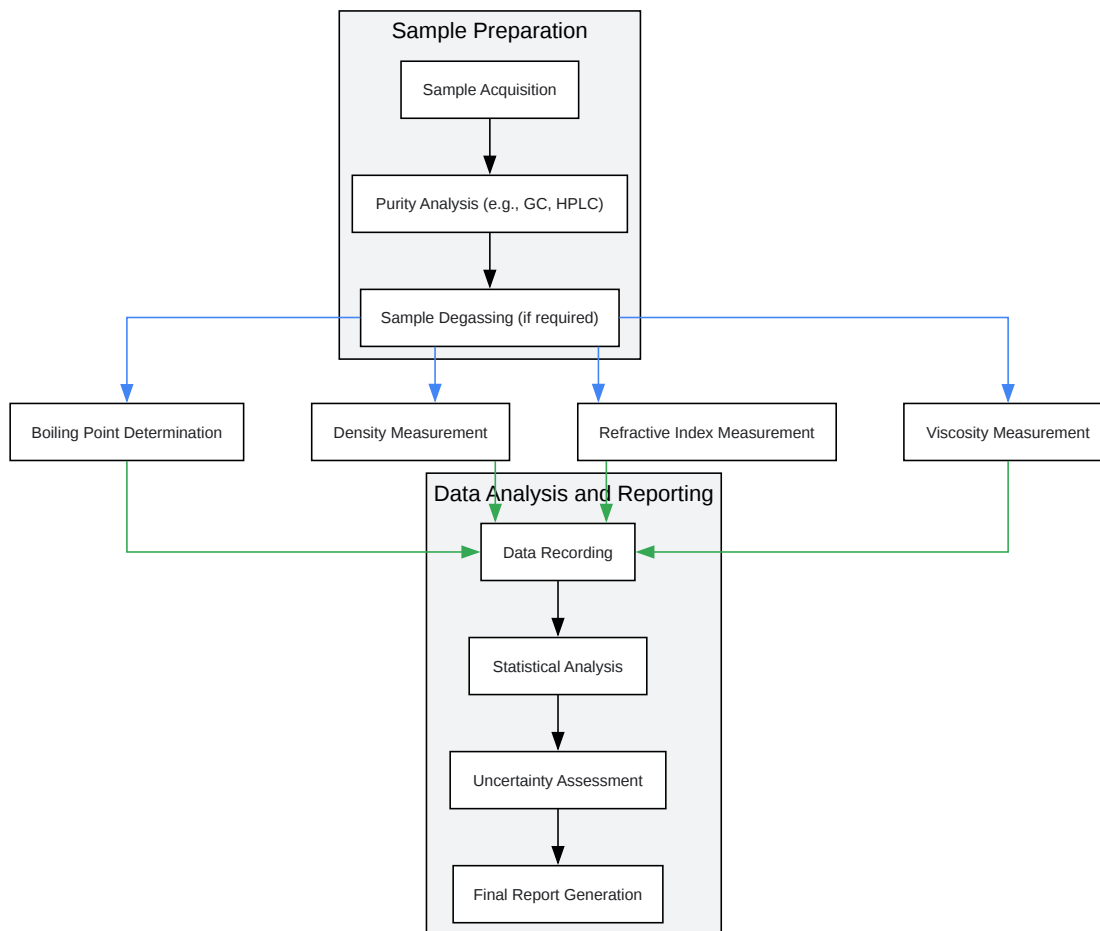 Sample Preparation
Sample Acquisition
Purity Analysis (e.g., GC, HPLC)
Sample Degassing (if required)
Boiling Point Determination
Density Measurement
Refractive Index Measurement
Viscosity Measurement
Data Analysis and Reporting
Data Recording
Statistical Analysis
Uncertainty Assessment
Final Report Generation